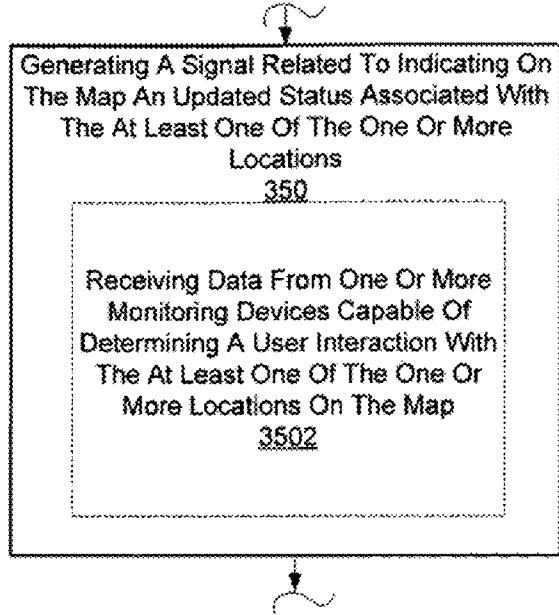 Generating A Signal Related To Indicating On
The Map An Updated Status Associated With
The At Least One Of The One Or More
Locations
350
Receiving Data From One Or More
Monitoring Devices Capable Of
Determining A User Interaction With
The At Least One Of The One Or
More Locations On The Map
3502